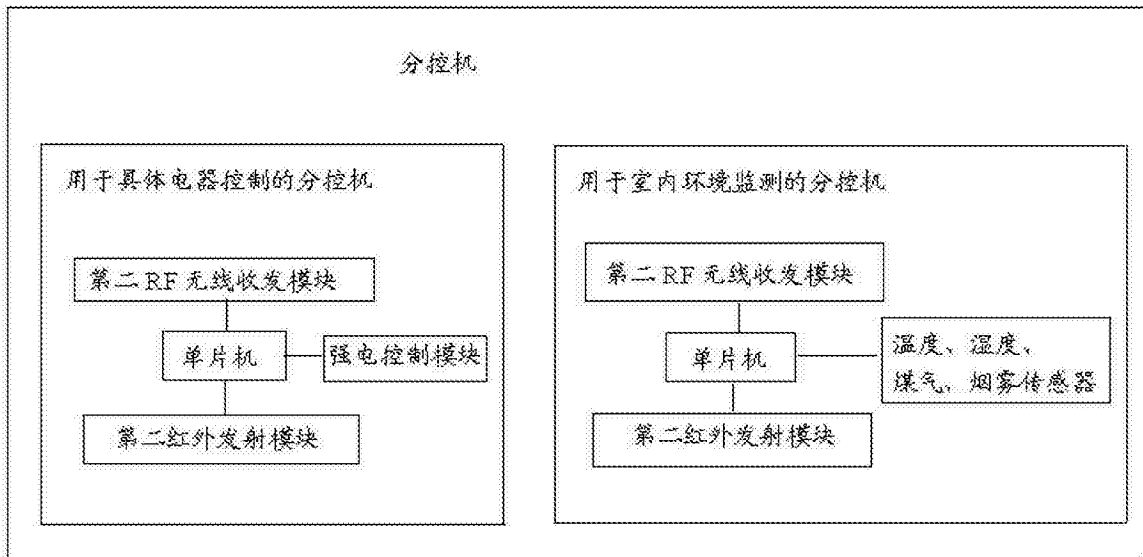 分控机
用于具体电器控制的分控机
第二RF无线收发模块
单片机
强电控制模块
第二红外发射模块
用于室内环境监测的分控机
第二RF无线收发模块
单片机
温度、湿度、
煤气、烟雾传感器
第二红外发射模块